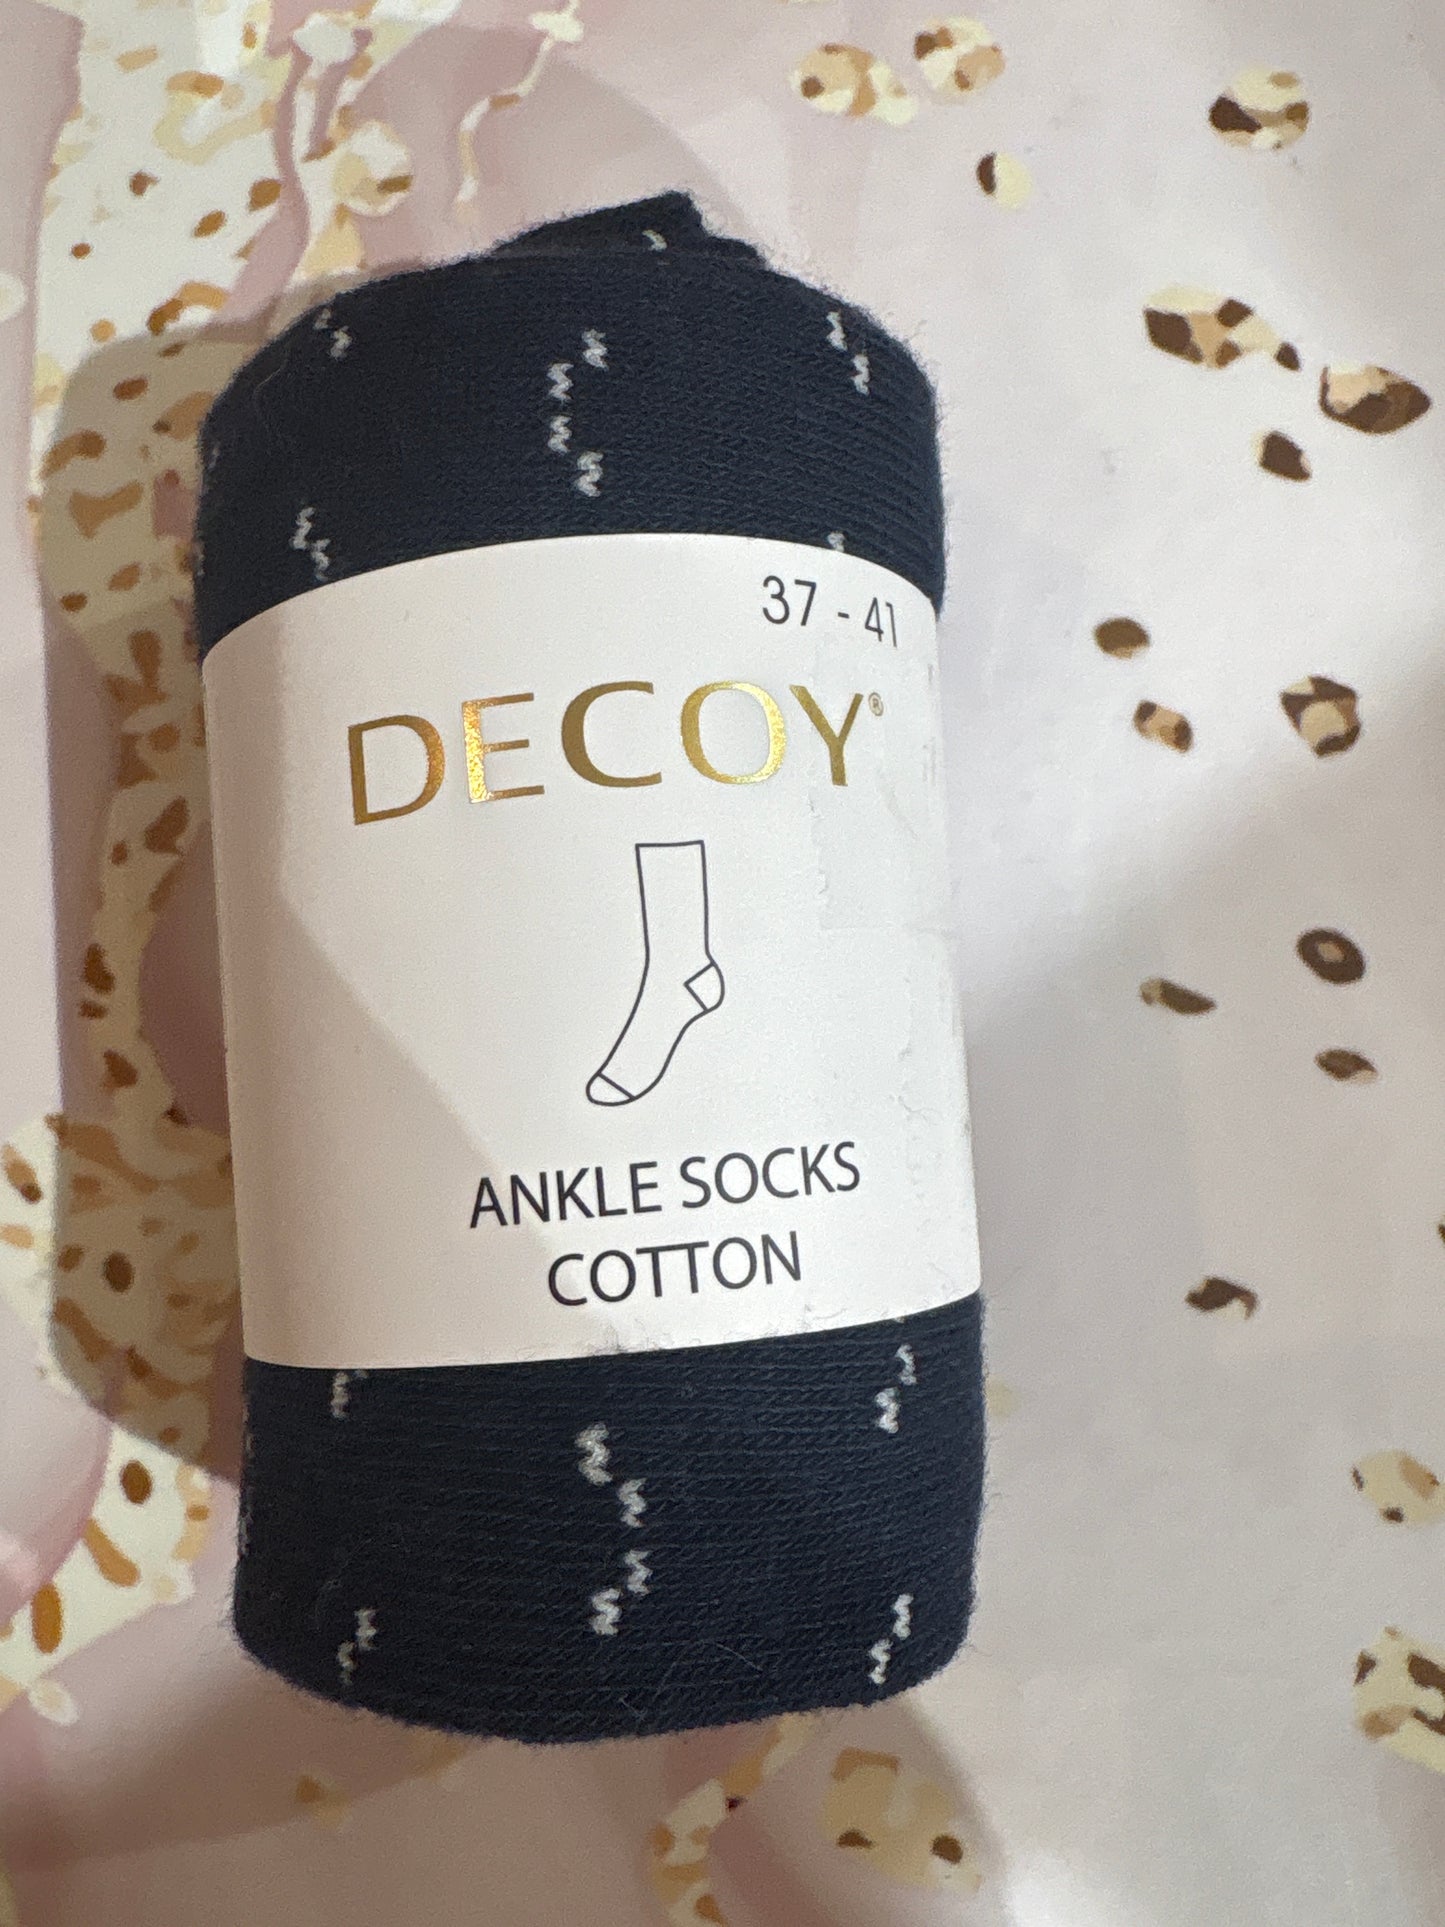 37 - 41
DECOY®
ANKLE SOCKS
COTTON